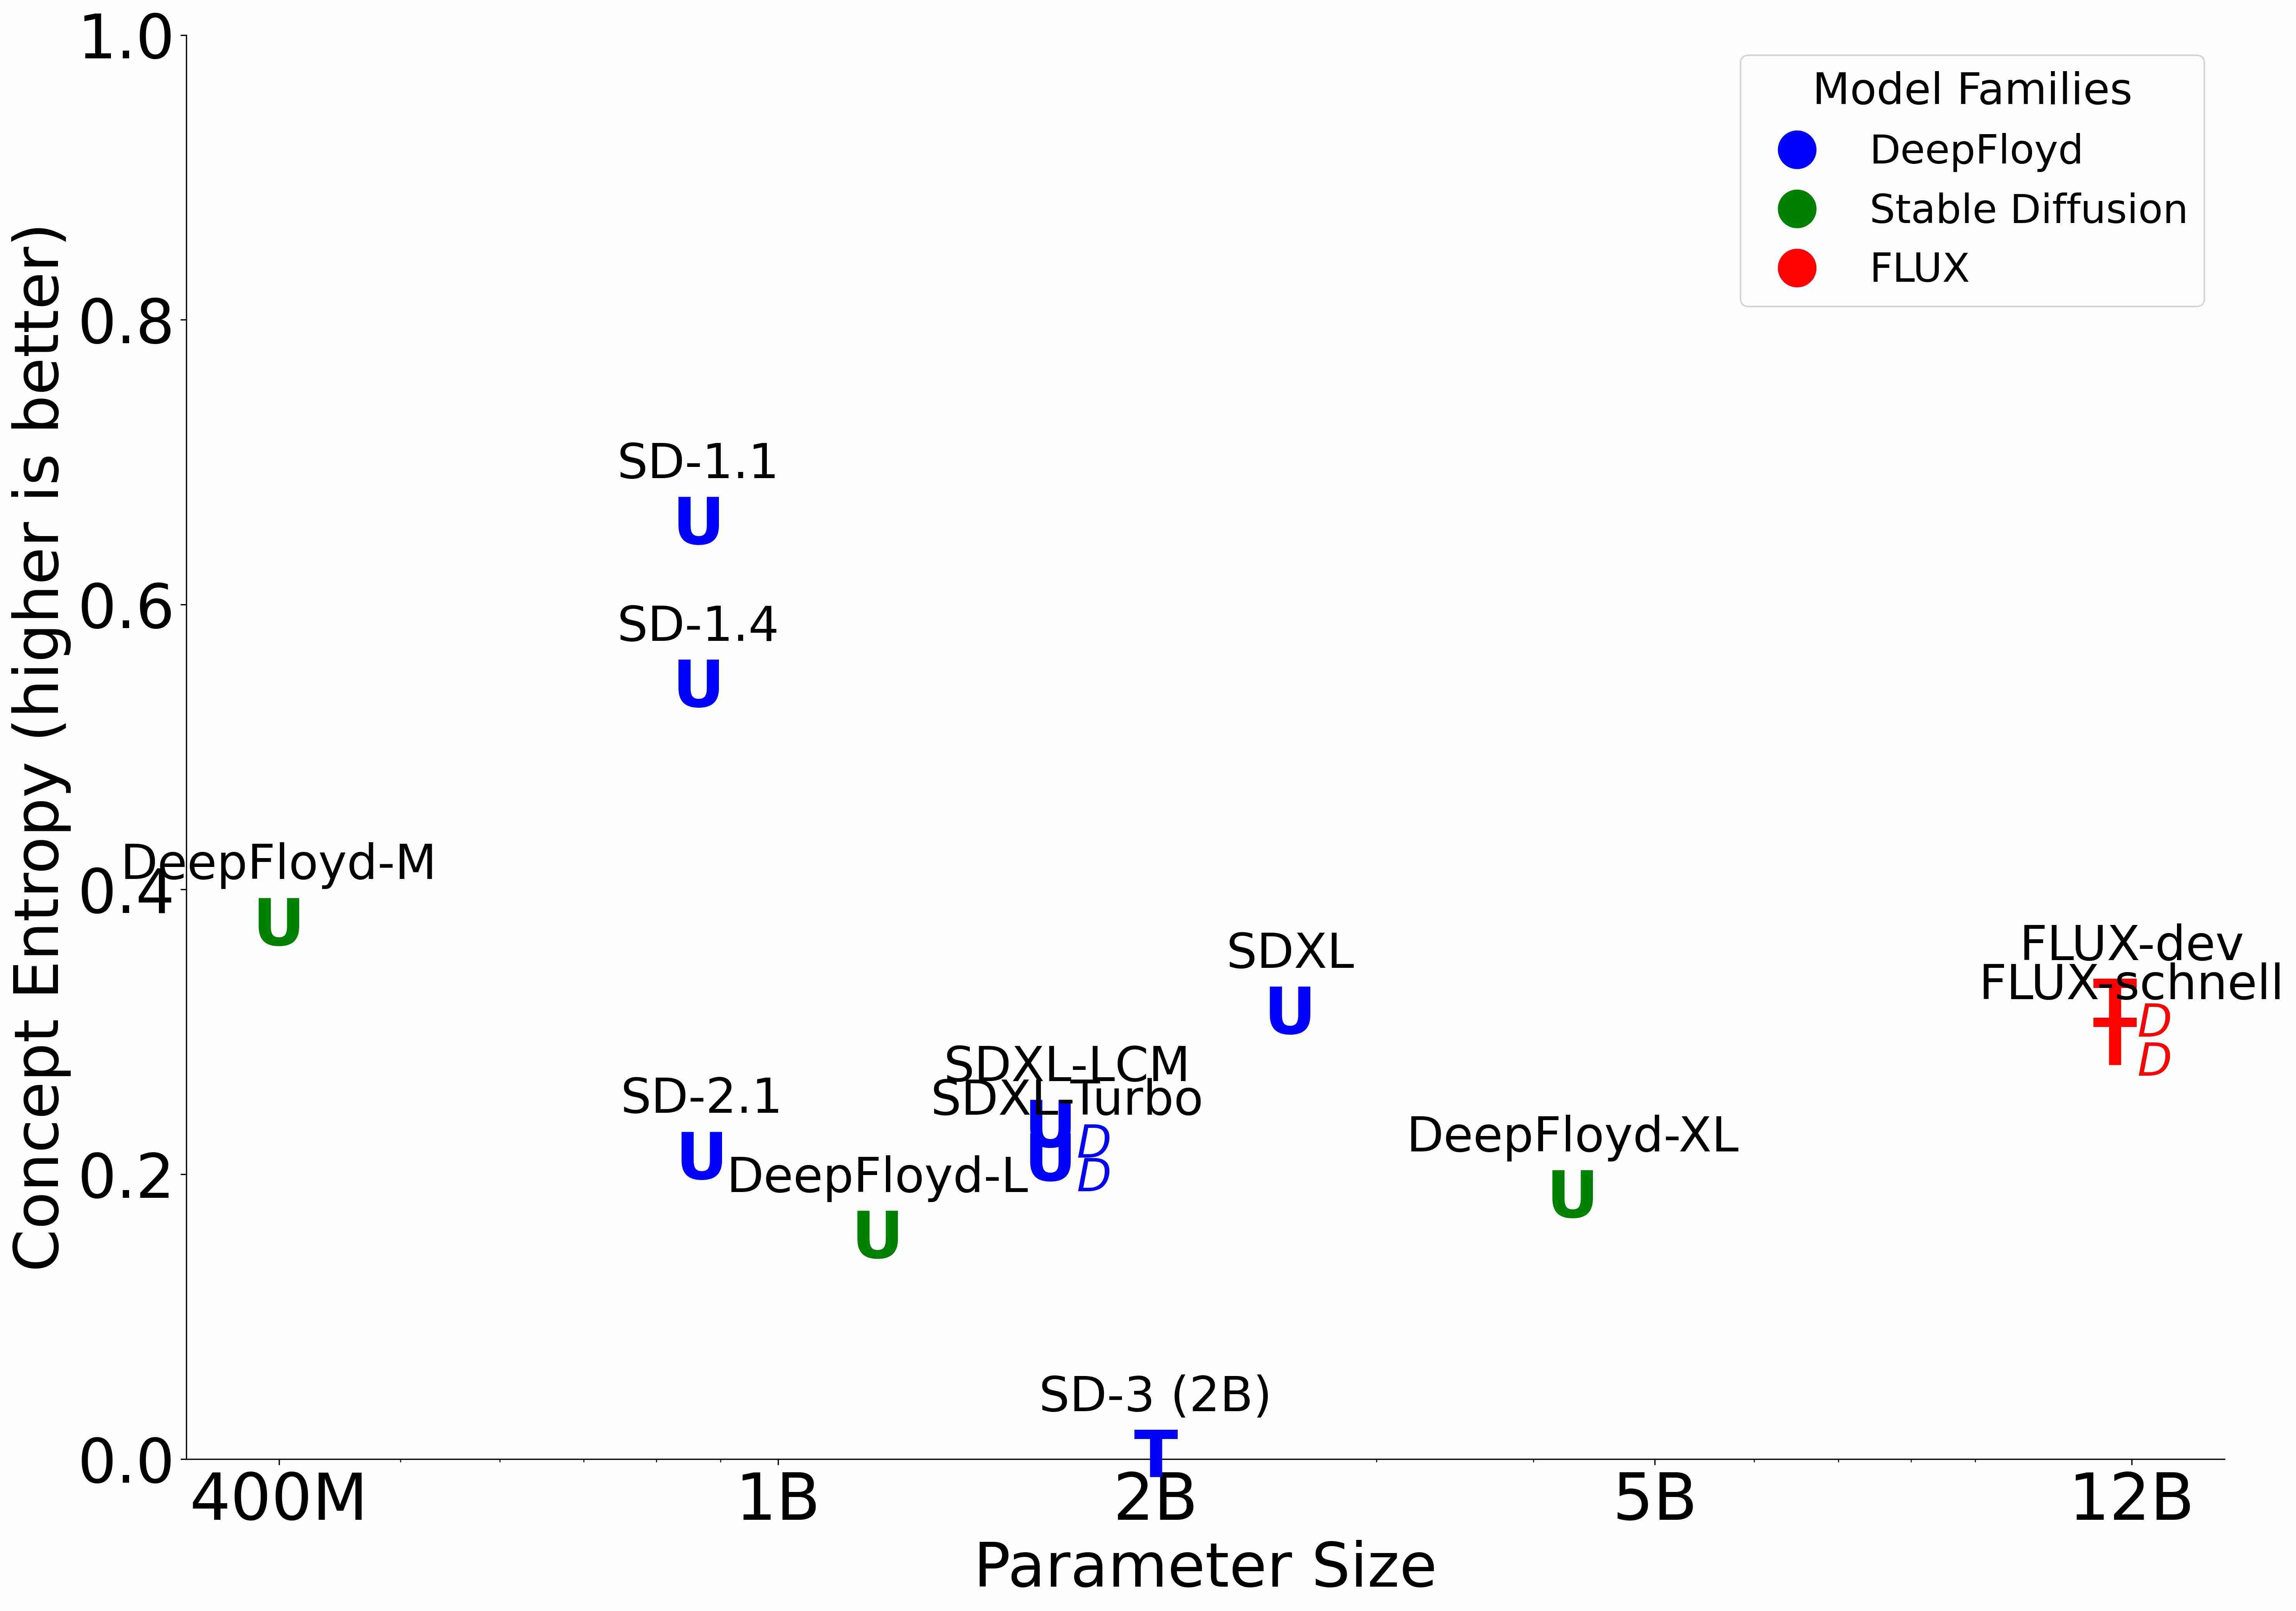 Concept Entropy (higher is better)
1.0
0.8
0.6
0.4
0.2
0.0
Model Families
DeepFloyd
Stable Diffusion
FLUX
SD-1.1
U
SD-1.4
U
DeepFloyd-M
U
SDXL
U
FLUX-dev
T
D
FLUX-schnell
T
D
SDXL-LCM
U
D
SDXL-Turbo
U
D
SD-2.1
U
DeepFloyd-XL
U
DeepFloyd-L
U
SD-3 (2B)
T
400M
1B
2B
5B
12B
Parameter Size